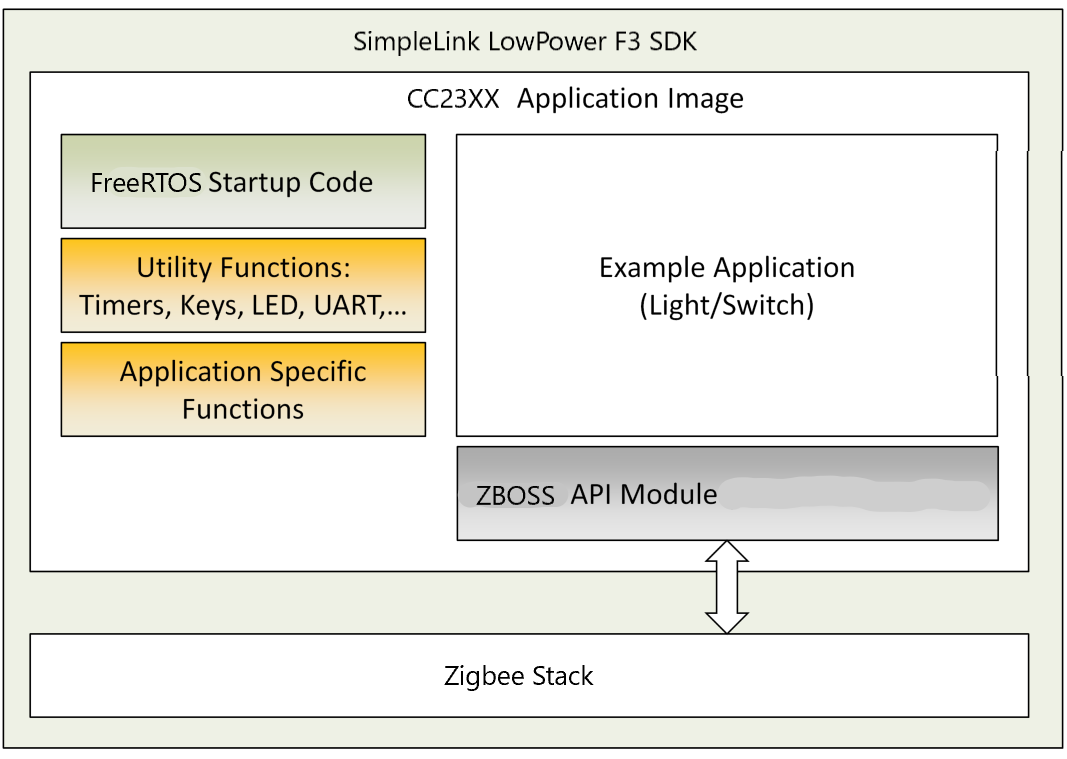 SimpleLink LowPower F3 SDK
CC23XX Application Image
FreeRTOS Startup Code
Utility Functions:
Timers, Keys, LED, UART,...
Application Specific
Functions
Example Application
(Light/Switch)
ZBOSS API Module
Zigbee Stack